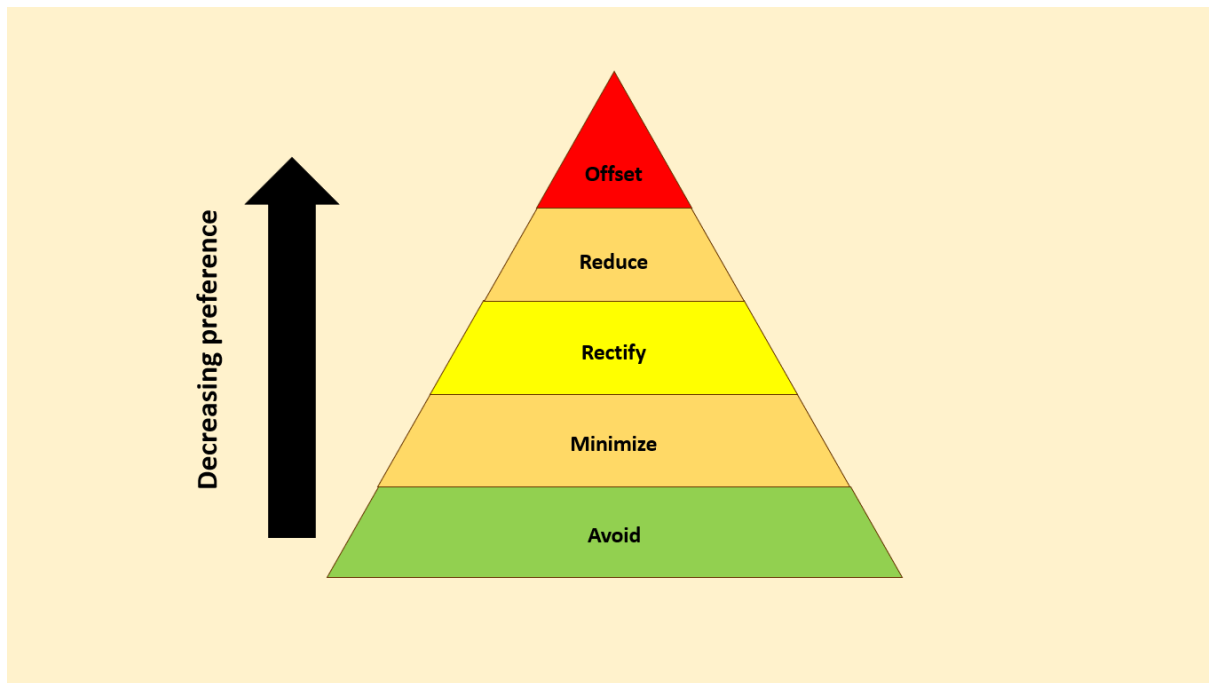 Decreasing preference
Offset
Reduce
Rectify
Minimize
Avoid